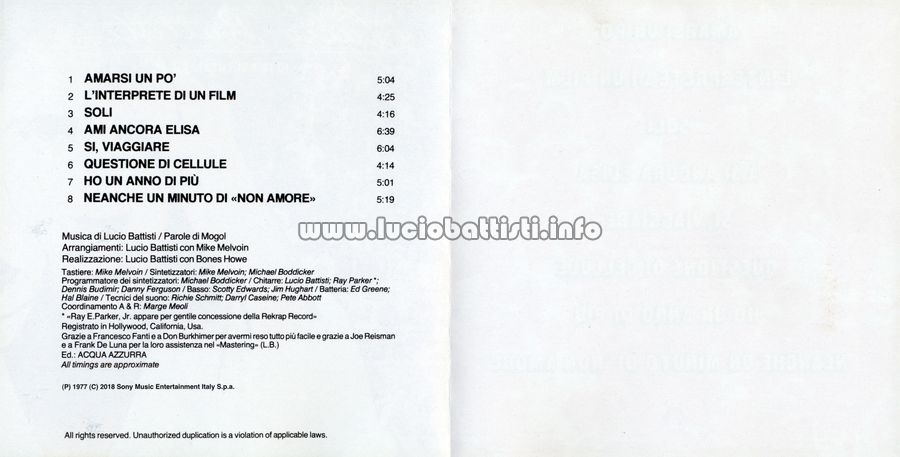 1 AMARSI UN PO' 5:04
2 L'INTERPRETE DI UN FILM 4:25
3 SOLI 4:16
4 AMI ANCORA ELISA 6:39
5 SI, VIAGGIARE 6:04
6 QUESTIONE DI CELLULE 4:14
7 HO UN ANNO DI PIÙ 5:01
8 NEANCHE UN MINUTO DI «NON AMORE» 5:19
www.luciobattisti.info
Musica di Lucio Battisti / Parole di Mogol
Arrangiamenti: Lucio Battisti con Mike Melvoin
Realizzazione: Lucio Battisti con Bones Howe
Tastiere: Mike Melvoin / Sintetizzatori: Mike Melvoin; Michael Boddicker
Programmatore dei sintetizzatori: Michael Boddicker / Chitarre: Lucio Battisti; Ray Parker *;
Dennis Budimir; Danny Ferguson / Basso: Scotty Edwards; Jim Hughart / Batteria: Ed Greene;
Hal Blaine / Tecnici del suono: Richie Schmitt; Darryl Caseine; Pete Abbott
Coordinamento A & R: Marge Meoli
* «Ray E.Parker, Jr. appare per gentile concessione della Rekrap Record»
Registrato in Hollywood, California, Usa.
Grazie a Francesco Fanti e a Don Burkhimer per avermi reso tutto più facile e grazie a Joe Reisman
e a Frank De Luna per la loro assistenza nel «Mastering» (L.B.)
Ed.: ACQUA AZZURRA
All timings are approximate
(P) 1977 (C) 2018 Sony Music Entertainment Italy S.p.a.
All rights reserved. Unauthorized duplication is a violation of applicable laws.